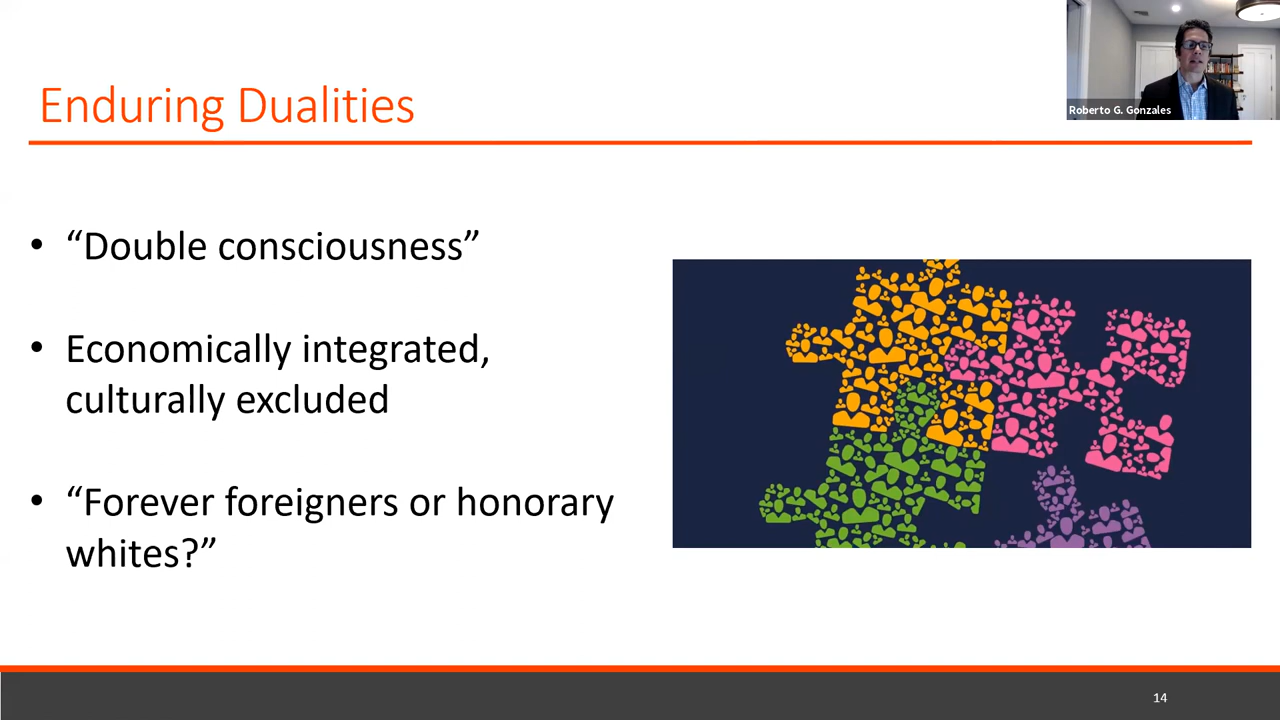 Enduring Dualities
Roberto G. Gonzales
• “Double consciousness”
• Economically integrated,
culturally excluded
• “Forever foreigners or honorary
whites?”
14